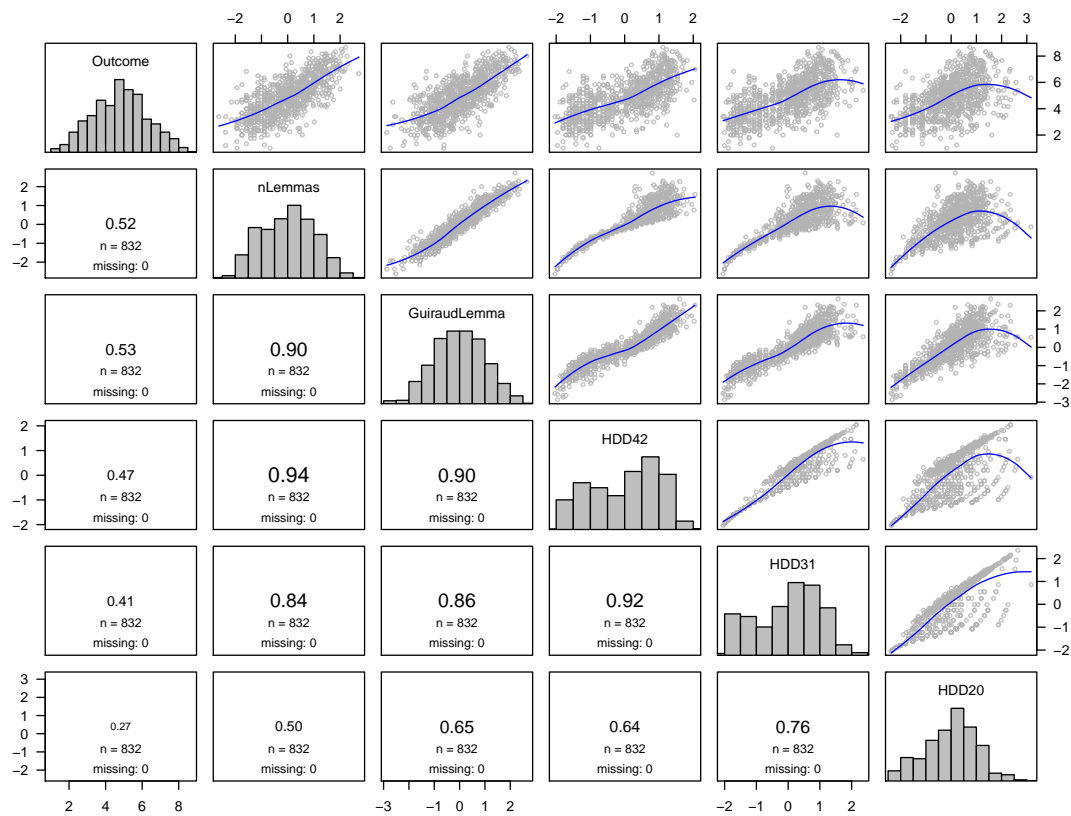 −2 0 1 2
−2 −1 0 1 2
−2 0 1 2 3
Outcome
2 4 6 8
nLemmas
−2 −1 0 1 2
0.52
n = 832
missing: 0
GuiraudLemma
−3 −2 −1 0 1 2
0.53
n = 832
missing: 0
0.90
n = 832
missing: 0
HDD42
−2 0 1 2
0.47
n = 832
missing: 0
0.94
n = 832
missing: 0
0.90
n = 832
missing: 0
HDD31
−2 −1 0 1 2
0.41
n = 832
missing: 0
0.84
n = 832
missing: 0
0.86
n = 832
missing: 0
0.92
n = 832
missing: 0
HDD20
−2 0 1 2 3
0.27
n = 832
missing: 0
0.50
n = 832
missing: 0
0.65
n = 832
missing: 0
0.64
n = 832
missing: 0
0.76
n = 832
missing: 0
2 4 6 8
−3 −2 0 1 2
−2 0 1 2